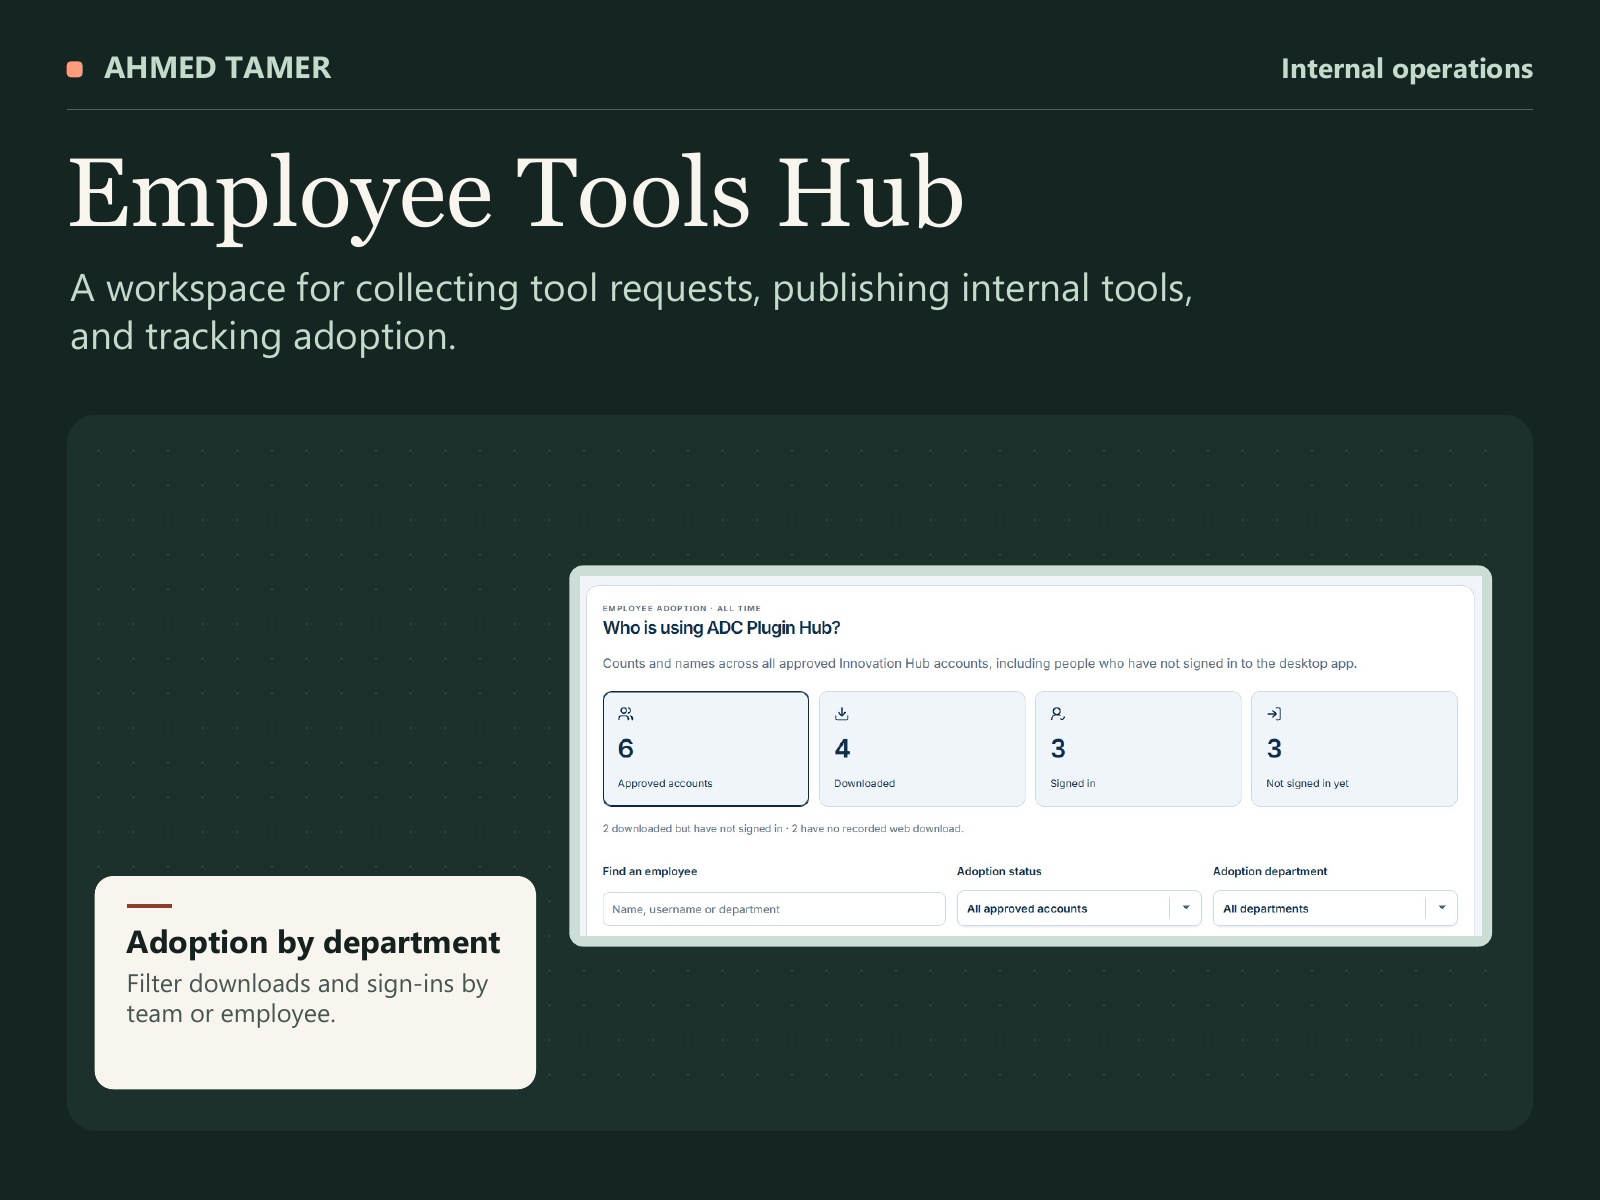 AHMED TAMER
Internal operations
Employee Tools Hub
A workspace for collecting tool requests, publishing internal tools,
and tracking adoption.
EMPLOYEE ADOPTION · ALL TIME
Who is using ADC Plugin Hub?
Counts and names across all approved Innovation Hub accounts, including people who have not signed in to the desktop app.
6
Approved accounts
4
Downloaded
3
Signed in
3
Not signed in yet
2 downloaded but have not signed in · 2 have no recorded web download.
Find an employee
Name, username or department
Adoption status
All approved accounts
Adoption department
All departments
Adoption by department
Filter downloads and sign-ins by
team or employee.